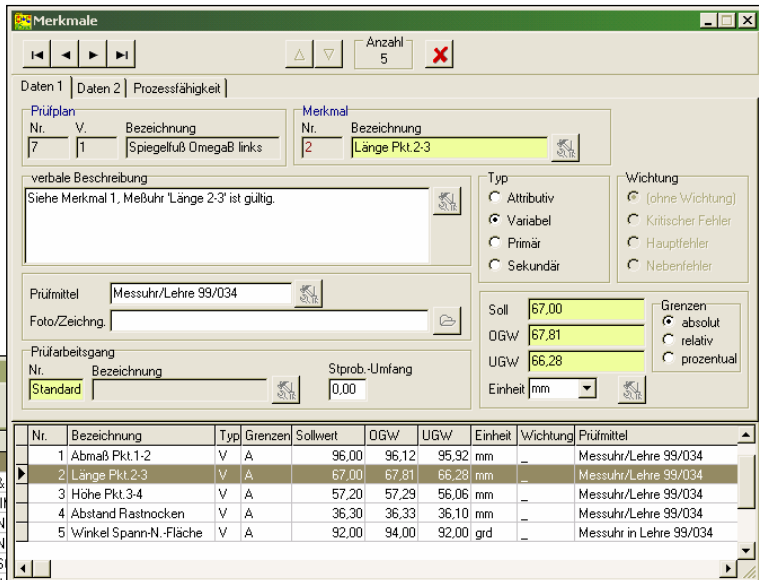 Merkmale
Anzahl
5
Daten 1 Daten 2 Prozessfähigkeit
Prüfplan Merkmal
Nr. V. Bezeichnung Nr. Bezeichnung
7 1 Spiegelfuß OmegaB links 2 Länge Pkt.2-3
verbale Beschreibung Typ Wichtung
Siehe Merkmal 1, Meßuhr 'Länge 2-3' ist gültig.
Attributiv (ohne Wichtung)
Variabel Kritischer Fehler
Primär Hauptfehler
Sekundär Nebenfehler
Prüfmittel Messuhr/Lehre 99/034
Foto/Zeichng.
Soll 67,00 Grenzen
absolut
OGW 67,81 relativ
UGW 66,28 prozentual
Einheit mm
Prüfarbeitsgang
Nr. Bezeichnung Stprob.-Umfang
Standard 0,00
Nr. Bezeichnung Typ Grenzen Sollwert OGW UGW Einheit Wichtung Prüfmittel
1 Abmaß Pkt.1-2 V A 96,00 96,12 95,92 mm _ Messuhr/Lehre 99/034
2 Länge Pkt.2-3 V A 67,00 67,81 66,28 mm _ Messuhr/Lehre 99/034
3 Höhe Pkt.3-4 V A 57,20 57,29 56,06 mm _ Messuhr/Lehre 99/034
4 Abstand Rastnocken V A 36,30 36,33 36,10 mm _ Messuhr/Lehre 99/034
5 Winkel Spann-N.-Fläche V A 92,00 94,00 92,00 grd _ Messuhr in Lehre 99/034